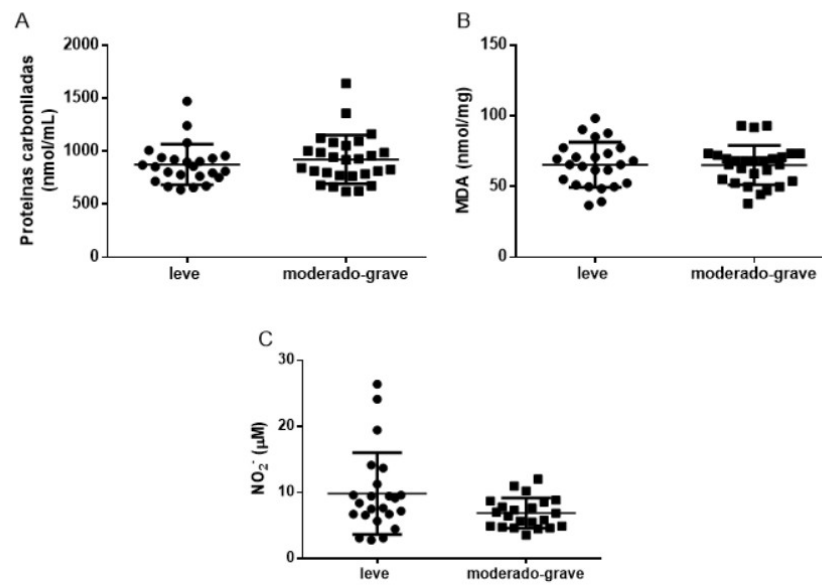 A
Proteínas carboniladas
(nmol/mL)
2000
1500
1000
500
0
leve
moderado-grave
B
MDA (nmol/mg)
150
100
50
0
leve
moderado-grave
C
NO₂⁻ (µM)
30
20
10
0
leve
moderado-grave